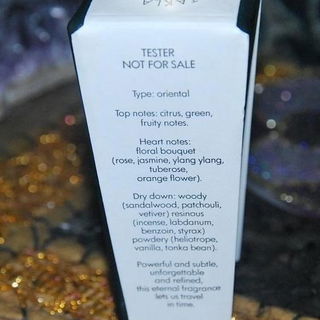 TESTER
NOT FOR SALE
Type: oriental
Top notes: citrus, green,
fruity notes.
Heart notes:
floral bouquet
(rose, jasmine, ylang ylang,
tuberose,
orange flower).
Dry down: woody
(sandalwood, patchouli,
vetiver) resinous
(incense, labdanum,
benzoin, styrax)
powdery (heliotrope,
vanilla, tonka bean).
Powerful and subtle,
unforgettable
and refined,
this eternal fragrance
lets us travel
in time.